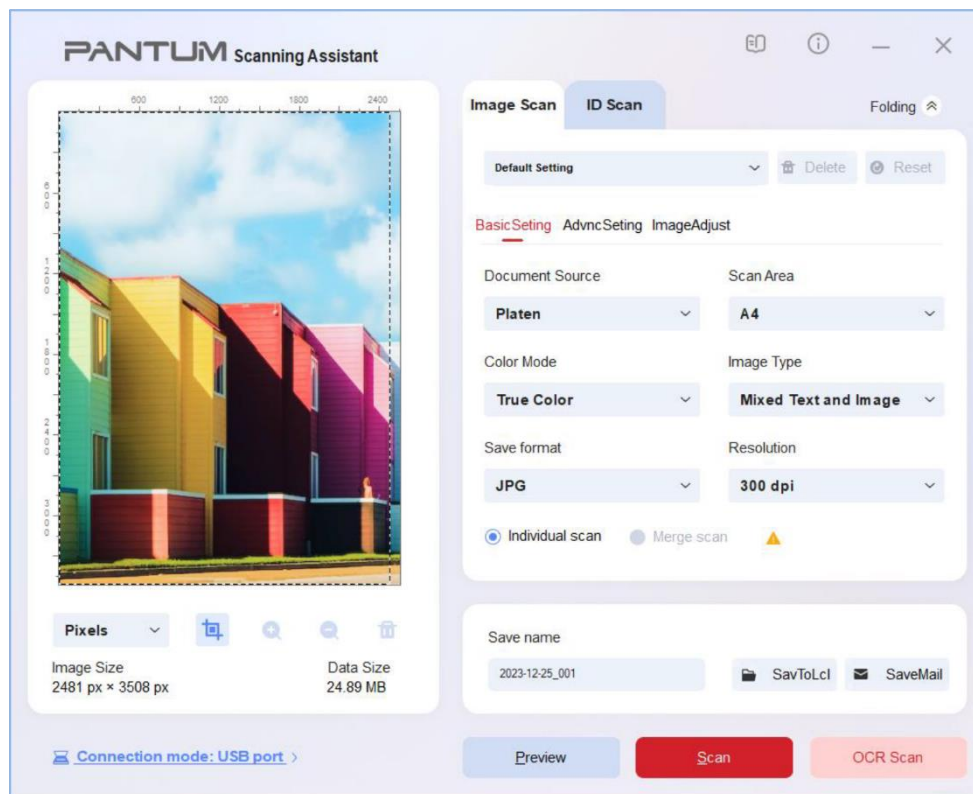 PANTUM Scanning Assistant
600 1200 1800 2400
600
1200
1800
2400
3000
Pixels
Image Size
2481 px × 3508 px
Data Size
24.89 MB
Connection mode: USB port >
Image Scan
ID Scan
Folding
Default Setting
Delete
Reset
BasicSeting AdvncSeting ImageAdjust
Document Source
Platen
Scan Area
A4
Color Mode
True Color
Image Type
Mixed Text and Image
Save format
JPG
Resolution
300 dpi
Individual scan
Merge scan
Save name
2023-12-25_001
SavToLcl
SaveMail
Preview
Scan
OCR Scan